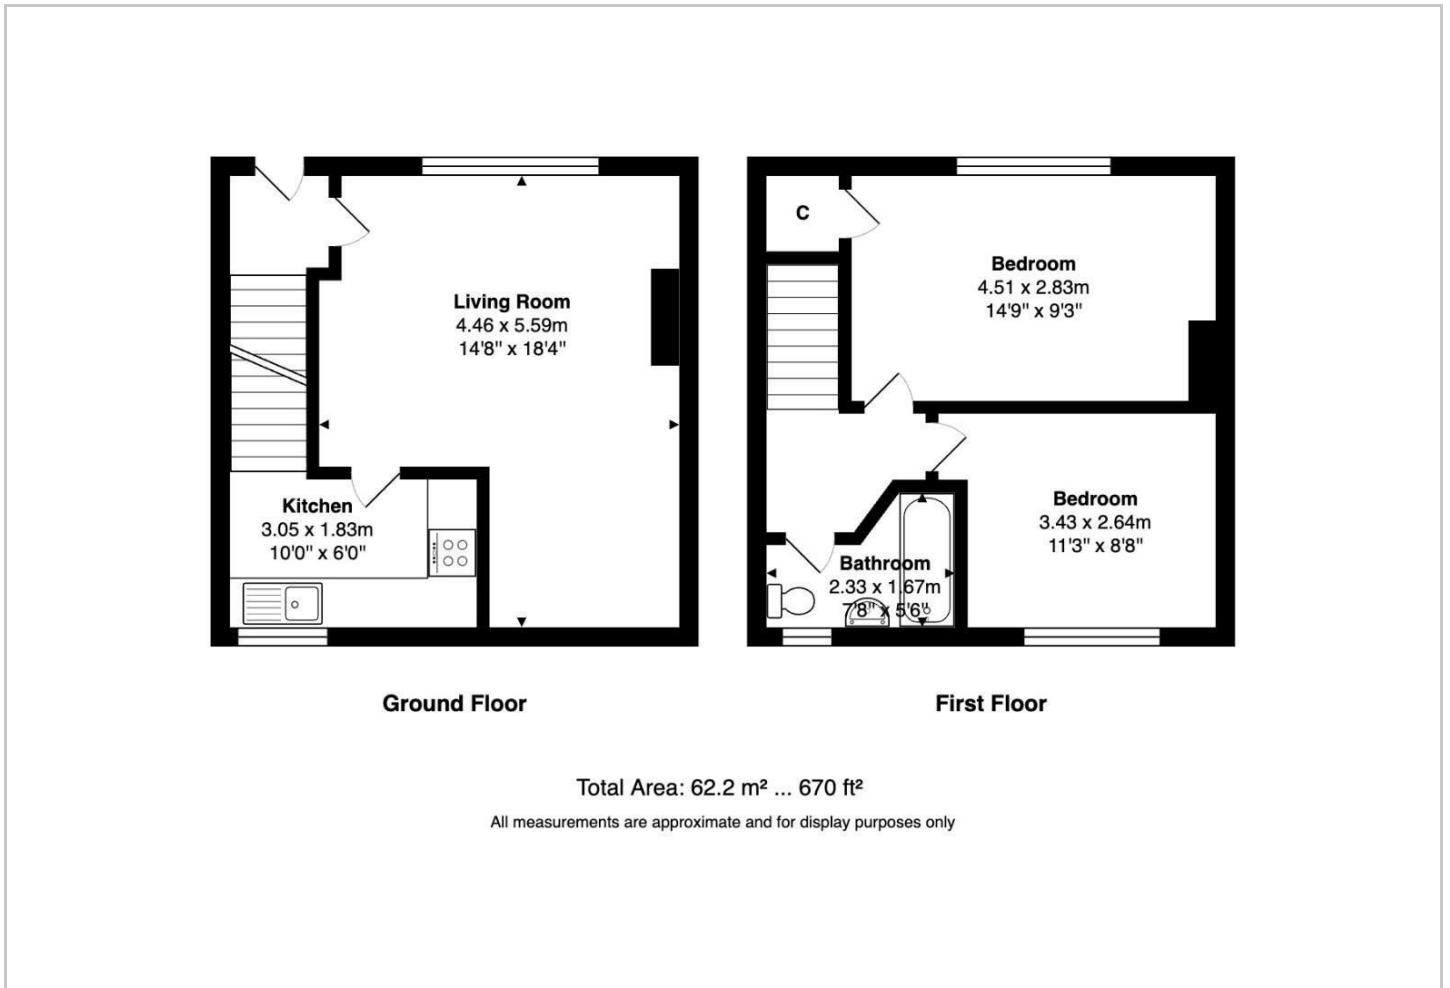 Living Room
4.46 x 5.59m
14'8" x 18'4"
Kitchen
3.05 x 1.83m
10'0" x 6'0"
C
Bedroom
4.51 x 2.83m
14'9" x 9'3"
Bedroom
3.43 x 2.64m
11'3" x 8'8"
Bathroom
2.33 x 1.67m
7'8" x 5'6"
Ground Floor
First Floor
Total Area: 62.2 m² ... 670 ft²
All measurements are approximate and for display purposes only